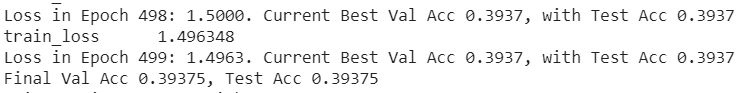 Loss in Epoch 498: 1.5000. Current Best Val Acc 0.3937, with Test Acc 0.3937
train_loss 1.496348
Loss in Epoch 499: 1.4963. Current Best Val Acc 0.3937, with Test Acc 0.3937
Final Val Acc 0.39375, Test Acc 0.39375